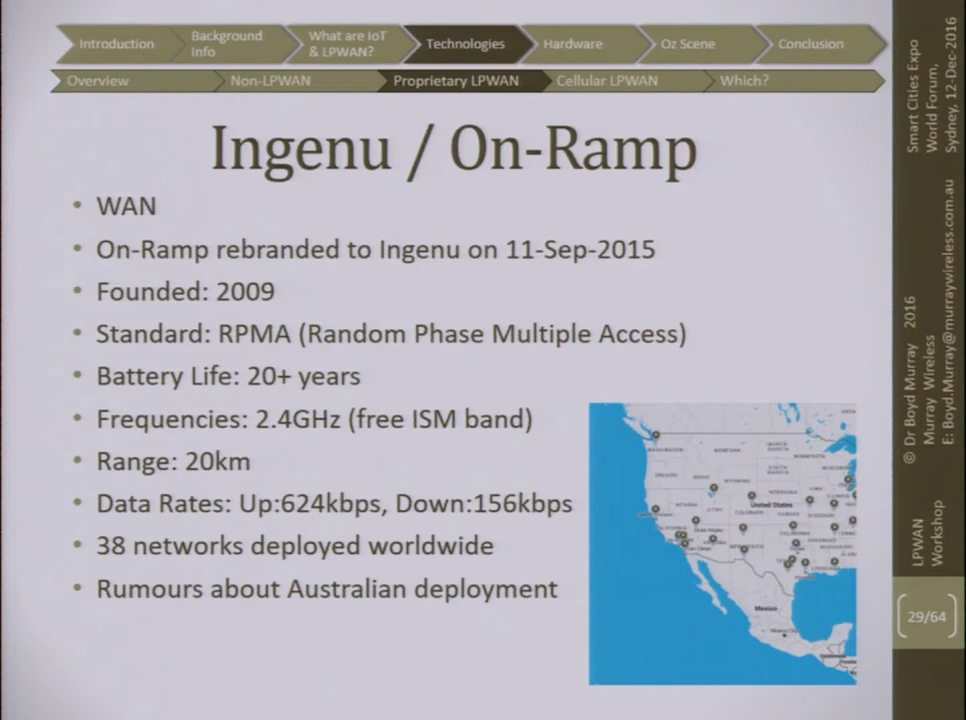 Introduction
Background
Info
What are IoT
& LPWAN?
Technologies
Hardware
Oz Scene
Conclusion
Overview
Non-LPWAN
Proprietary LPWAN
Cellular LPWAN
Which?
Ingenu / On-Ramp
• WAN
• On-Ramp rebranded to Ingenu on 11-Sep-2015
• Founded: 2009
• Standard: RPMA (Random Phase Multiple Access)
• Battery Life: 20+ years
• Frequencies: 2.4GHz (free ISM band)
• Range: 20km
• Data Rates: Up:624kbps, Down:156kbps
• 38 networks deployed worldwide
• Rumours about Australian deployment
United States
Mexico
Smart Cities Expo
World Forum,
Sydney, 12-Dec-2016
© Dr Boyd Murray 2016
Murray Wireless
E: Boyd.Murray@murraywireless.com.au
LPWAN
Workshop
29/64